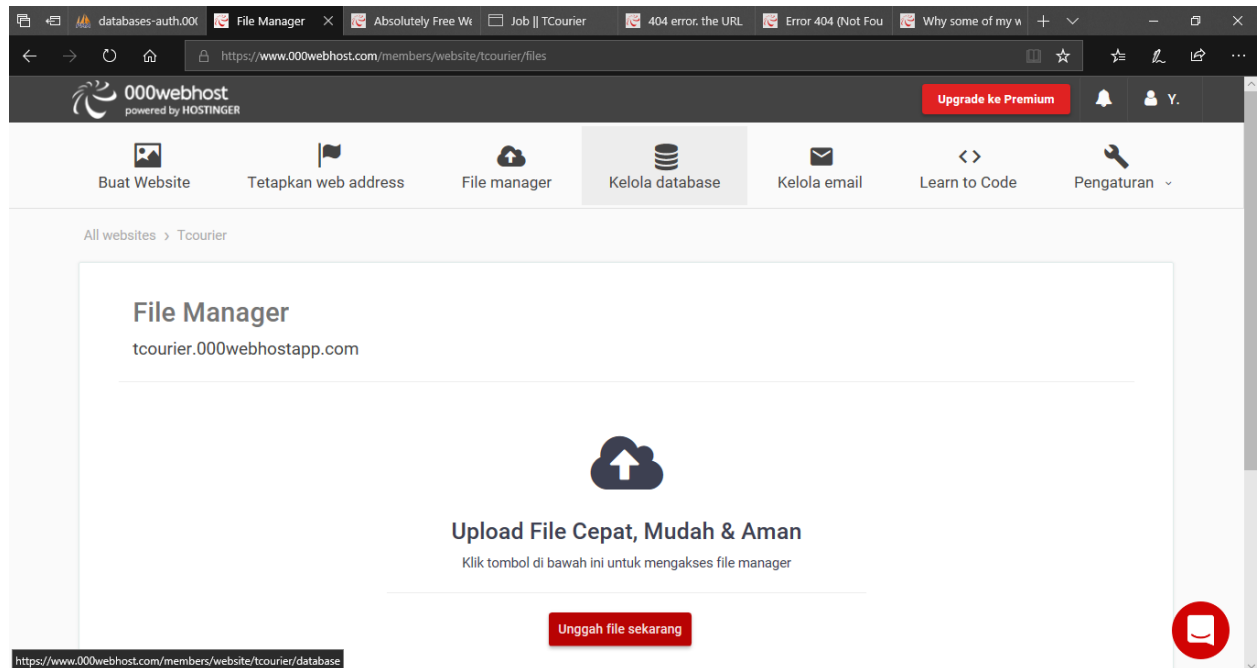 databases-auth.00(
File Manager
Absolutely Free We
Job || TCourier
404 error. the URL
Error 404 (Not Fou
Why some of my w
https://www.000webhost.com/members/website/tcourier/files
000webhost
powered by HOSTINGER
Upgrade ke Premium
Y.
Buat Website
Tetapkan web address
File manager
Kelola database
Kelola email
Learn to Code
Pengaturan
All websites › Tcourier
File Manager
tcourier.000webhostapp.com
Upload File Cepat, Mudah & Aman
Klik tombol di bawah ini untuk mengakses file manager
Unggah file sekarang
https://www.000webhost.com/members/website/tcourier/database